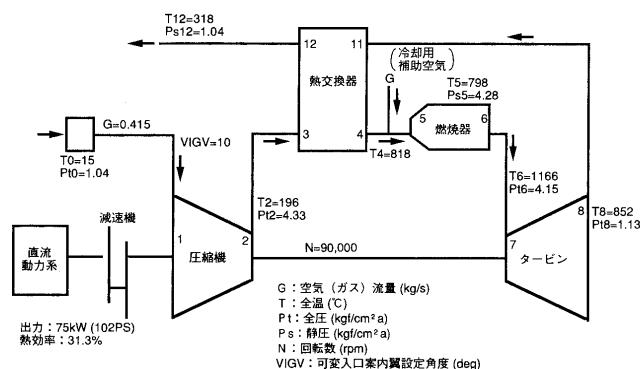 T12=318
Ps12=1.04
12
11
熱交換器
3
4
(冷却用
補助空気)
G
T5=798
Ps5=4.28
5
6
燃焼器
T4=818
G=0.415
VIGV=10
T0=15
Pt0=1.04
T2=196
Pt2=4.33
T6=1166
Pt6=4.15
8
T8=852
Pt8=1.13
減速機
直流
動力系
1
2
圧縮機
N=90,000
7
タービン
出力：75kW (102PS)
熱効率：31.3%
G：空気（ガス）流量 (kg/s)
T：全温 (℃)
Pt：全圧 (kgf/cm²a)
Ps：静圧 (kgf/cm²a)
N：回転数 (rpm)
VIGV：可変入口案内翼設定角度 (deg)